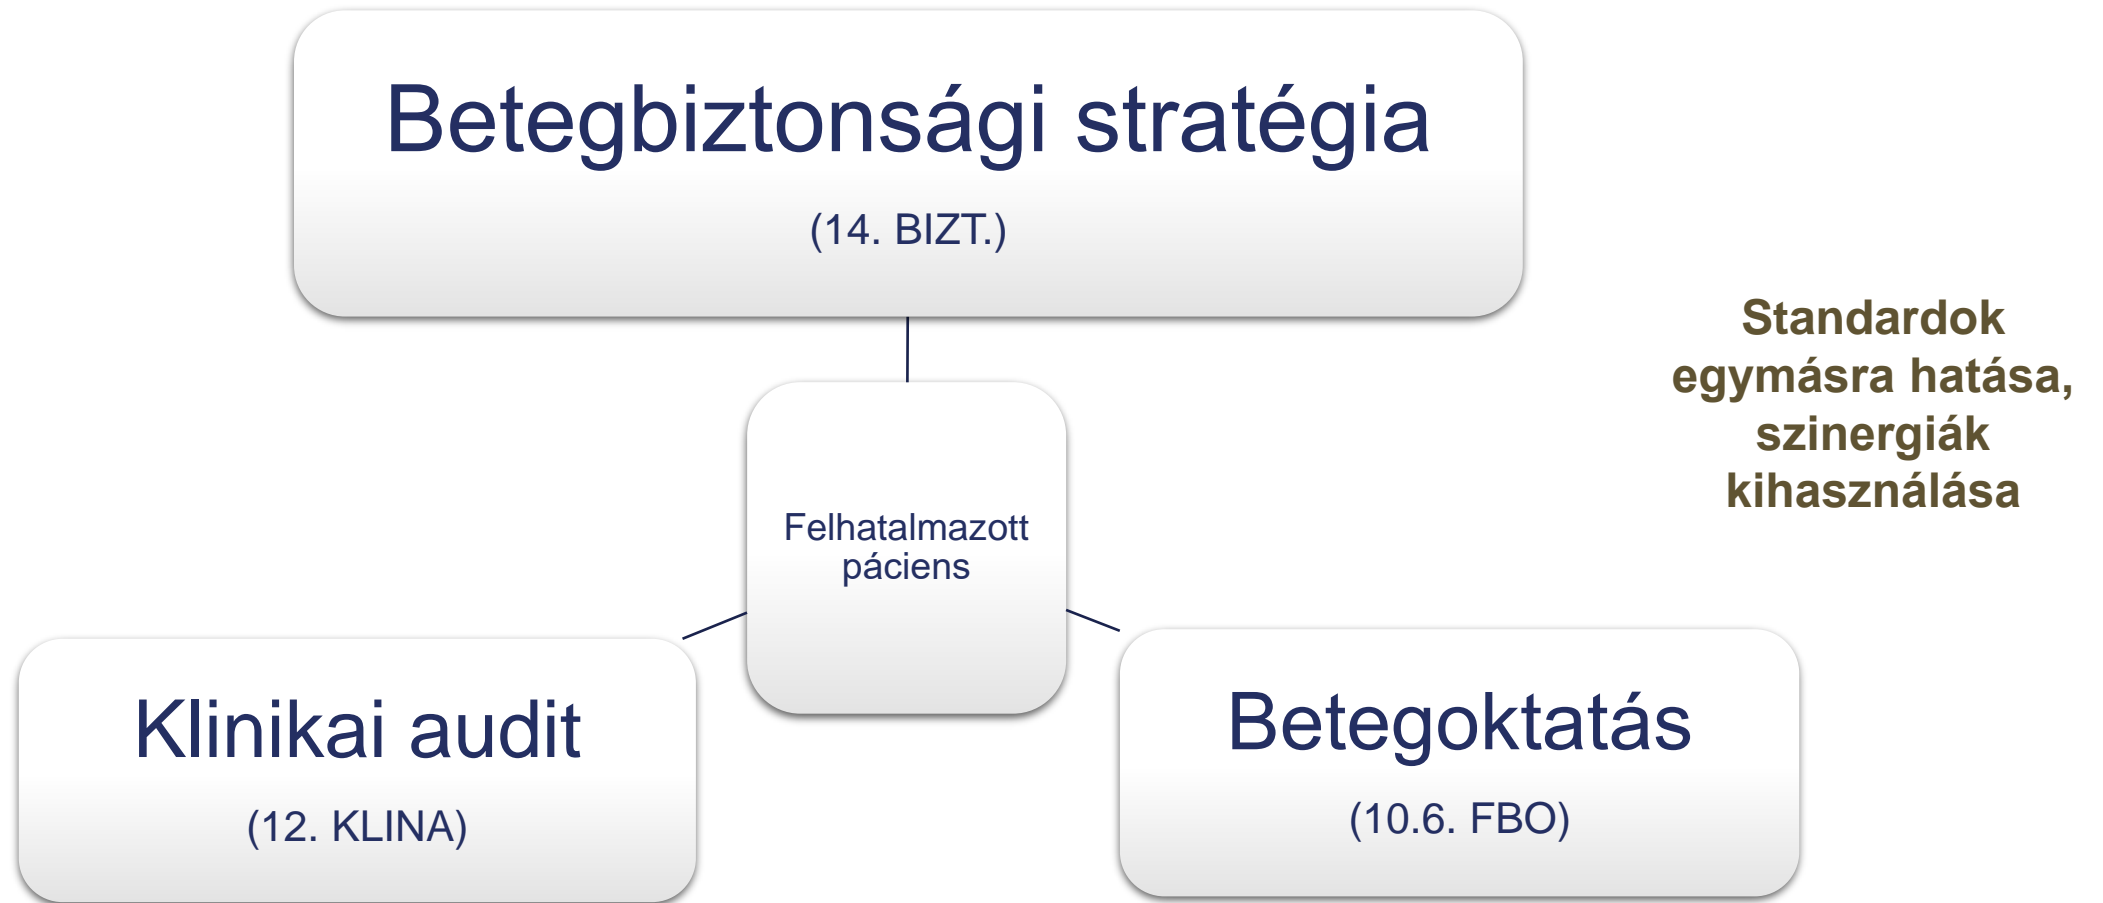 Betegbiztonsági stratégia
(14. BIZT.)
Standardok
egymásra hatása,
szinergiák
kihasználása
Felhatalmazott
páciens
Klinikai audit
(12. KLINA)
Betegoktatás
(10.6. FBO)